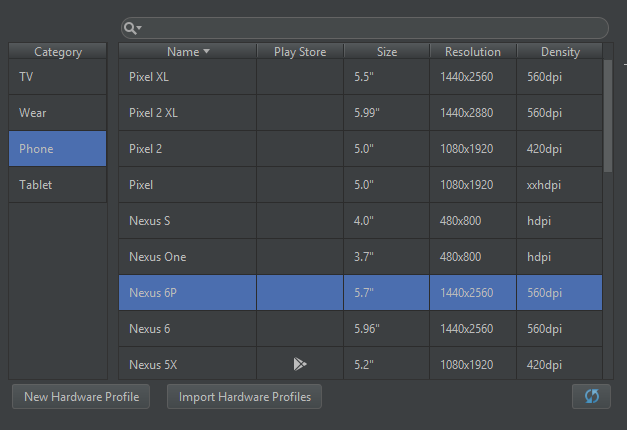 Category Name Play Store Size Resolution Density
TV Pixel XL 5.5" 1440x2560 560dpi
Wear Pixel 2 XL 5.99" 1440x2880 560dpi
Phone Pixel 2 5.0" 1080x1920 420dpi
Tablet Pixel 5.0" 1080x1920 xxhdpi
Nexus S 4.0" 480x800 hdpi
Nexus One 3.7" 480x800 hdpi
Nexus 6P 5.7" 1440x2560 560dpi
Nexus 6 5.96" 1440x2560 560dpi
Nexus 5X 5.2" 1080x1920 420dpi
New Hardware Profile Import Hardware Profiles